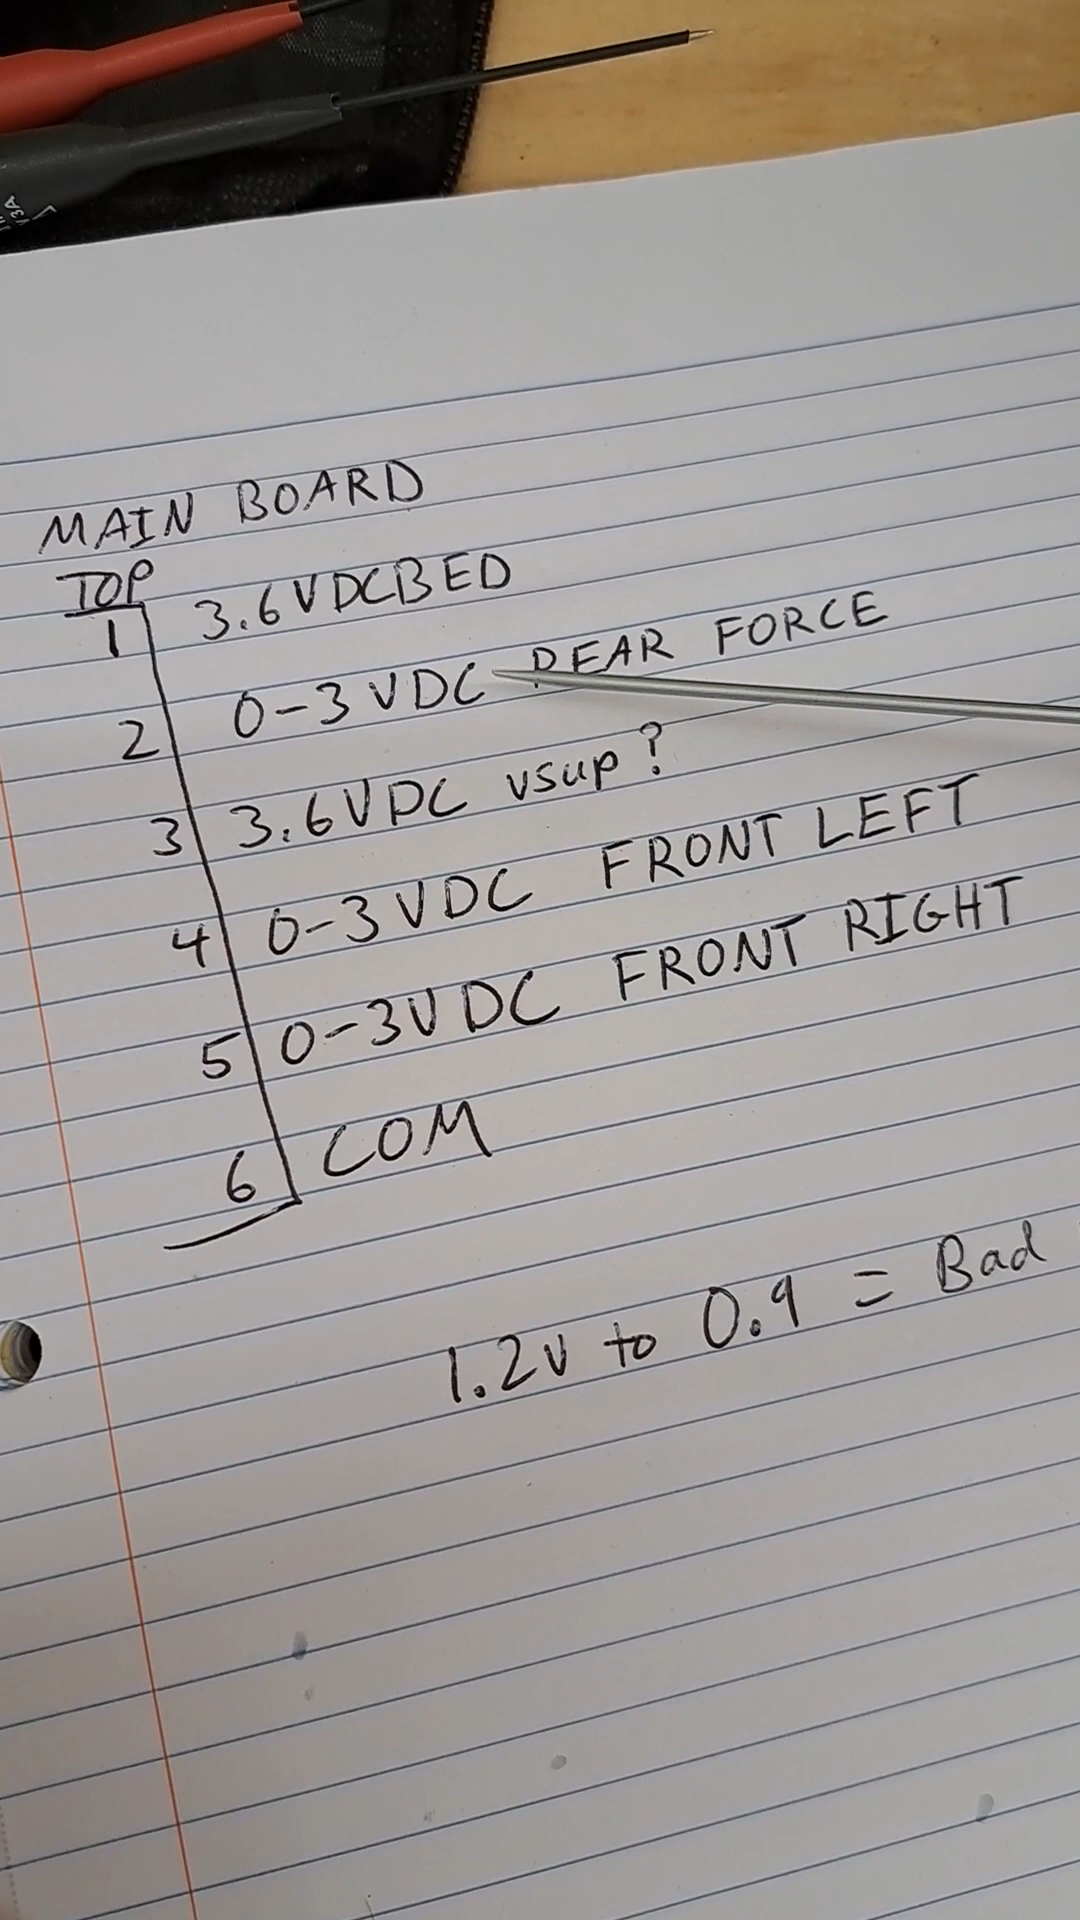 MAIN BOARD
TOP
1 3.6VDCBED
2 0-3VDC REAR FORCE
3 3.6VDC vsup?
4 0-3VDC FRONT LEFT
5 0-3VDC FRONT RIGHT
6 COM
1.2v to 0.9 = Bad